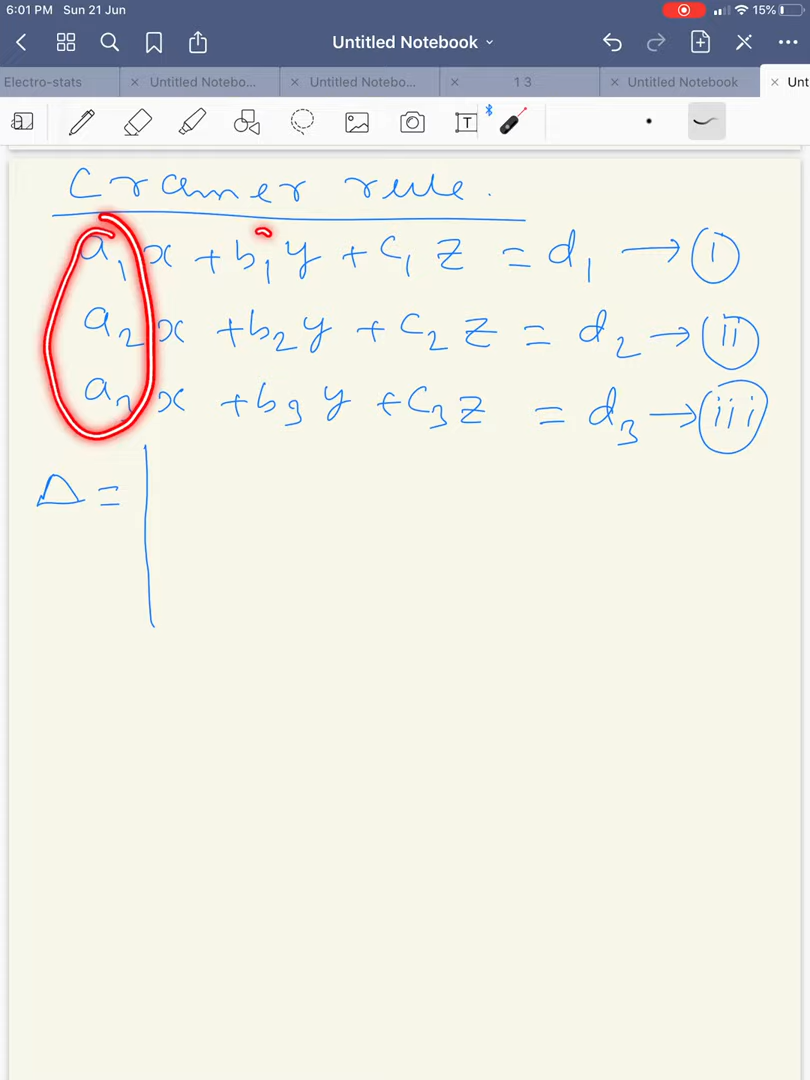 6:01 PM Sun 21 Jun 15%
Untitled Notebook
Electro-stats × Untitled Notebo... × Untitled Notebo... × 1 3 × Untitled Notebook × Unt
Cramer rule.
a₁x + b₁y + c₁z = d₁ → (i)
a₂x + b₂y + c₂z = d₂ → (ii)
a₃x + b₃y + c₃z = d₃ → (iii)
Δ = |